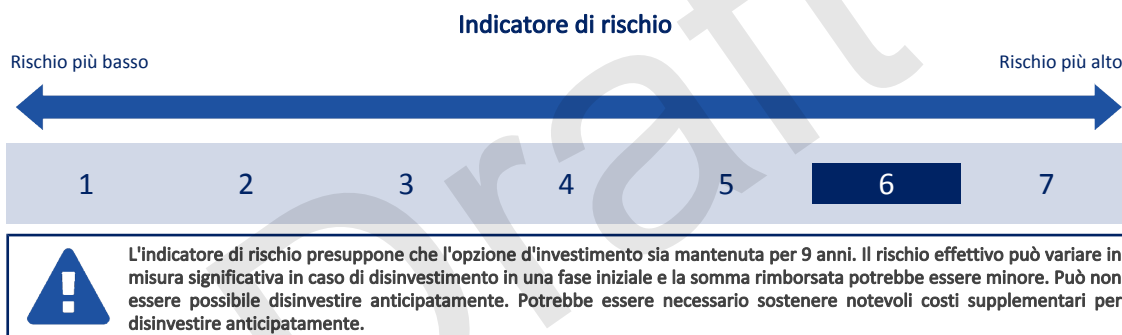 Indicatore di rischio
Rischio più basso Rischio più alto
1 2 3 4 5 6 7
L'indicatore di rischio presuppone che l'opzione d'investimento sia mantenuta per 9 anni. Il rischio effettivo può variare in
misura significativa in caso di disinvestimento in una fase iniziale e la somma rimborsata potrebbe essere minore. Può non
essere possibile disinvestire anticipatamente. Potrebbe essere necessario sostenere notevoli costi supplementari per
disinvestire anticipatamente.
Draft